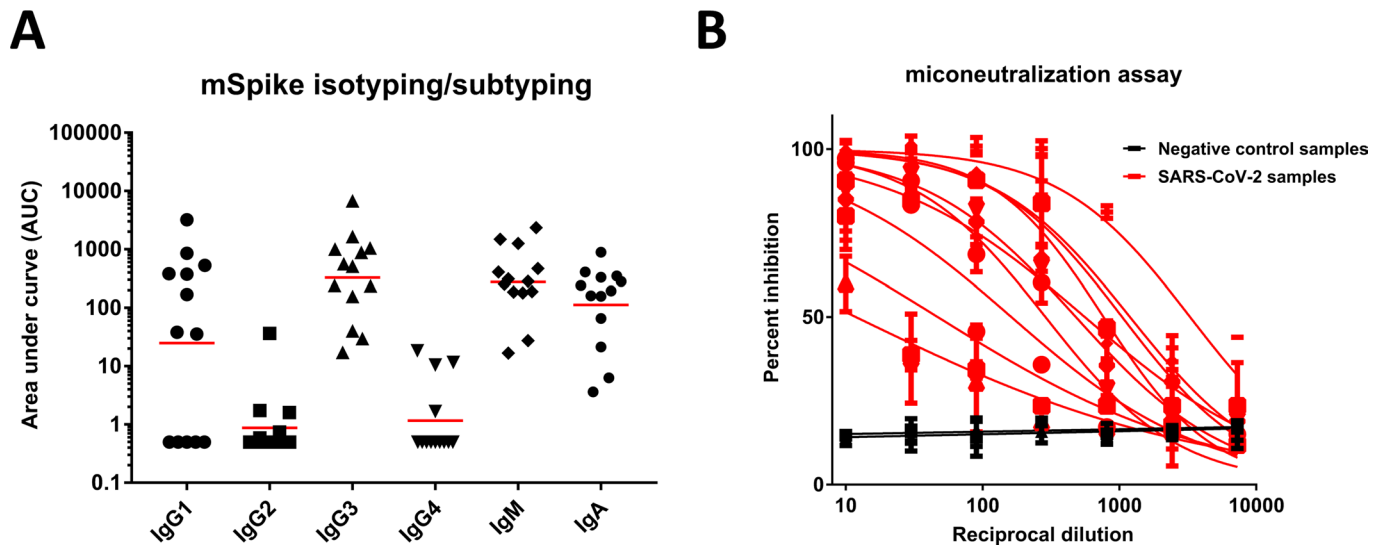 A
mSpike isotyping/subtyping
Area under curve (AUC)
100000
10000
1000
100
10
1
0.1
IgG1
IgG2
IgG3
IgG4
IgM
IgA
B
miconeutralization assay
Percent inhibition
100
50
0
10
100
1000
10000
Reciprocal dilution
Negative control samples
SARS-CoV-2 samples